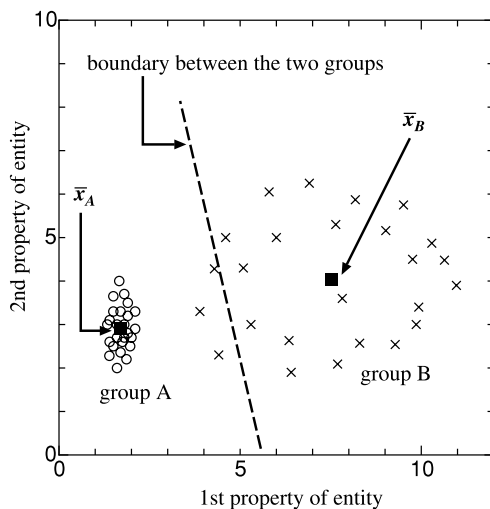 10
boundary between the two groups
x̄_B
x̄_A
2nd property of entity
5
group A
group B
0
0
5
10
1st property of entity